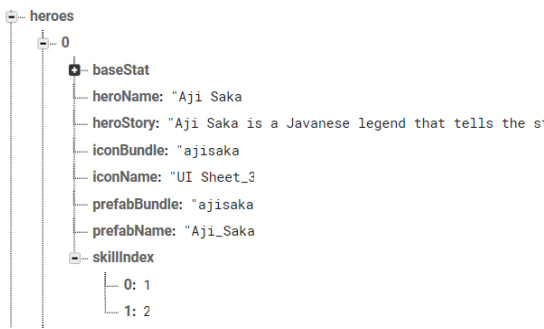 heroes
0
baseStat
heroName: "Aji Saka
heroStory: "Aji Saka is a Javanese legend that tells the
iconBundle: "ajisaka
iconName: "UI Sheet_3
prefabBundle: "ajisaka
prefabName: "Aji_Saka
skillIndex
0: 1
1: 2